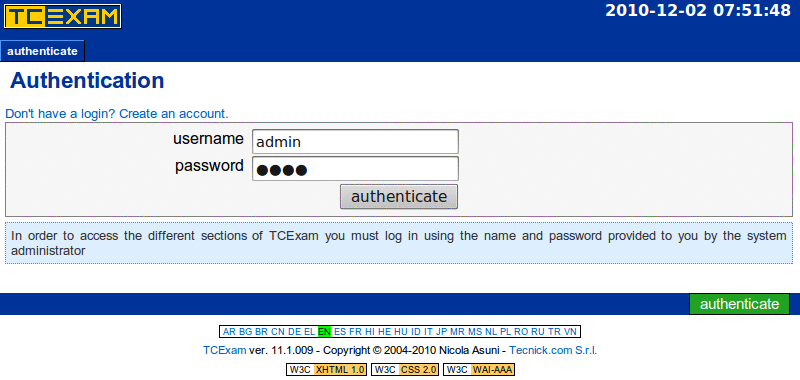 TCEXAM
2010-12-02 07:51:48
authenticate
Authentication
Don't have a login? Create an account.
username admin
password ●●●●
authenticate
In order to access the different sections of TCExam you must log in using the name and password provided to you by the system
administrator
authenticate
AR BG BR CN DE EL EN ES FR HI HE HU ID IT JP MR MS NL PL RO RU TR VN
TCExam ver. 11.1.009 - Copyright © 2004-2010 Nicola Asuni - Tecnick.com S.r.l.
W3C XHTML 1.0 W3C CSS 2.0 W3C WAI-AAA